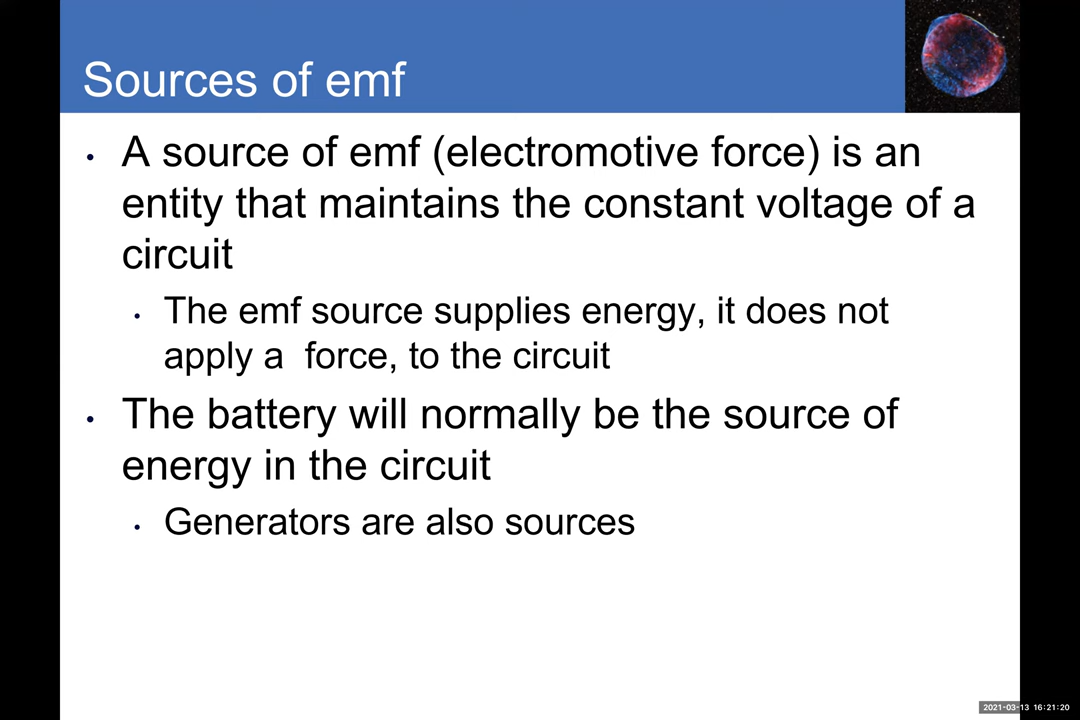 Sources of emf
• A source of emf (electromotive force) is an
entity that maintains the constant voltage of a
circuit
• The emf source supplies energy, it does not
apply a  force, to the circuit
• The battery will normally be the source of
energy in the circuit
• Generators are also sources
2021-03-13 16:21:20